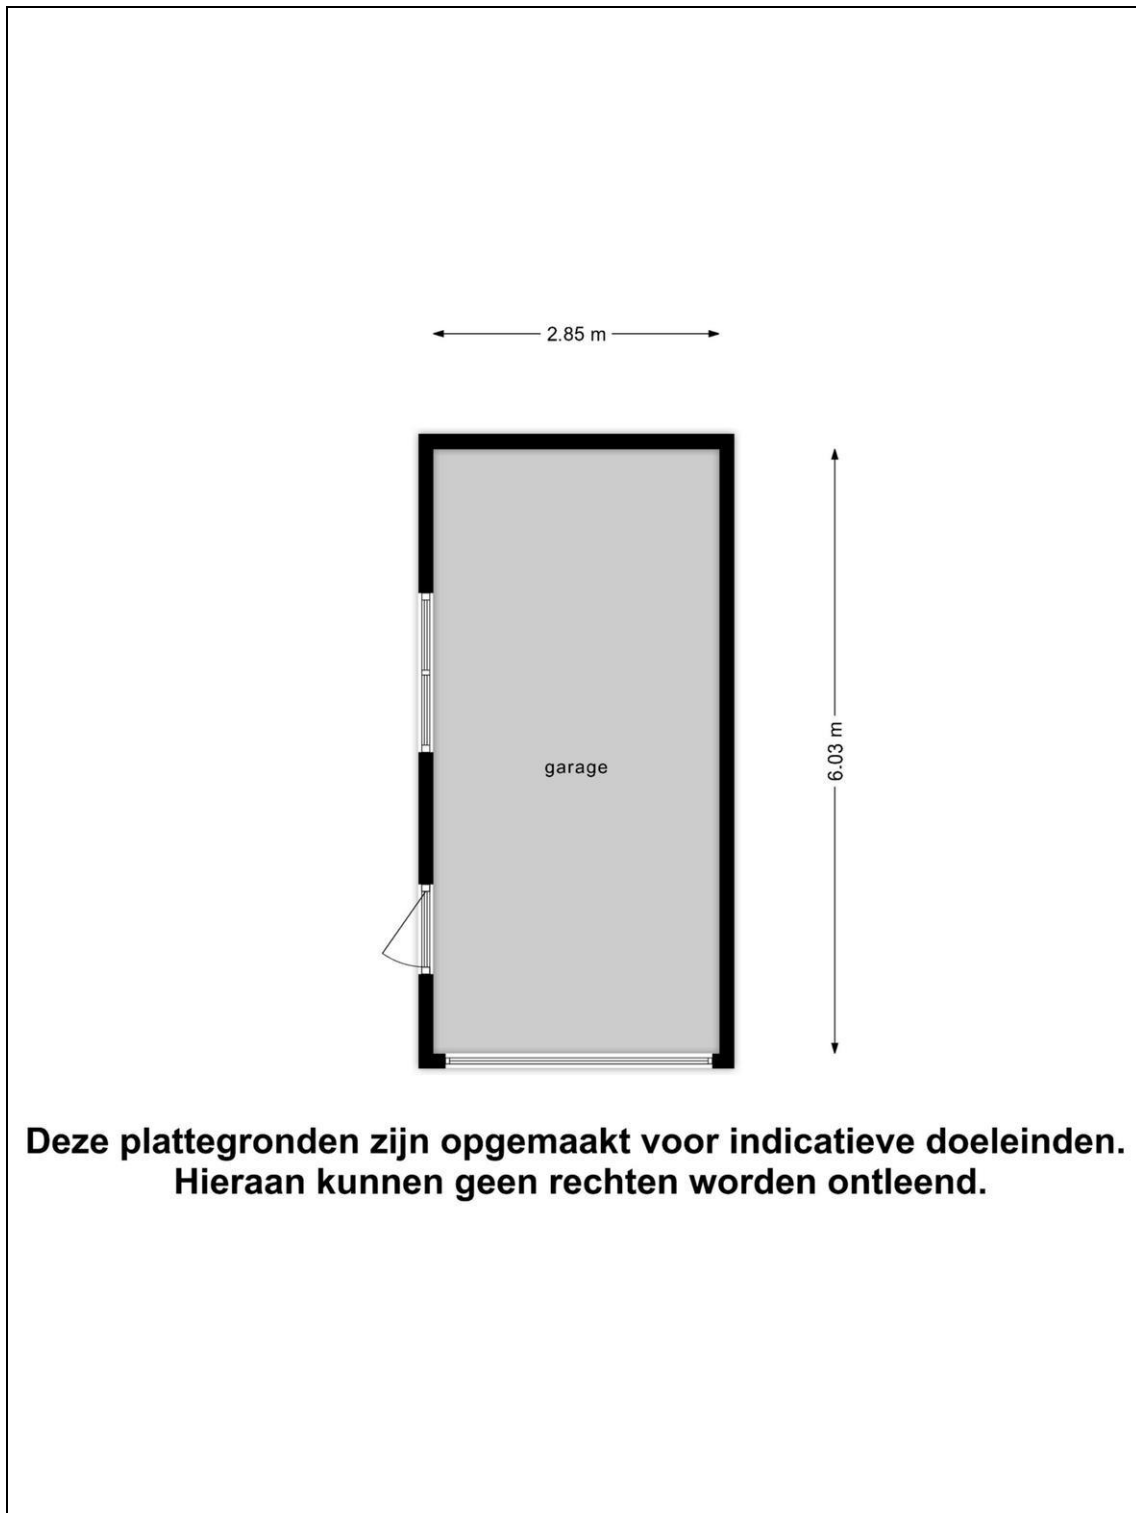 2.85 m
6.03 m
garage
Deze plattegronden zijn opgemaakt voor indicatieve doeleinden.
Hieraan kunnen geen rechten worden ontleend.